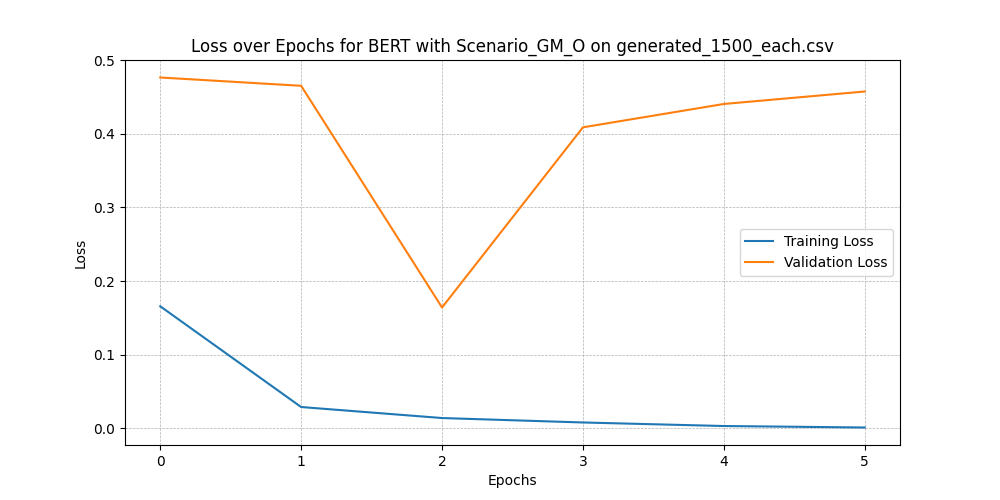 Loss over Epochs for BERT with Scenario_GM_O on generated_1500_each.csv
0.5
0.4
0.3
0.2
0.1
0.0
Loss
Training Loss
Validation Loss
0 1 2 3 4 5
Epochs